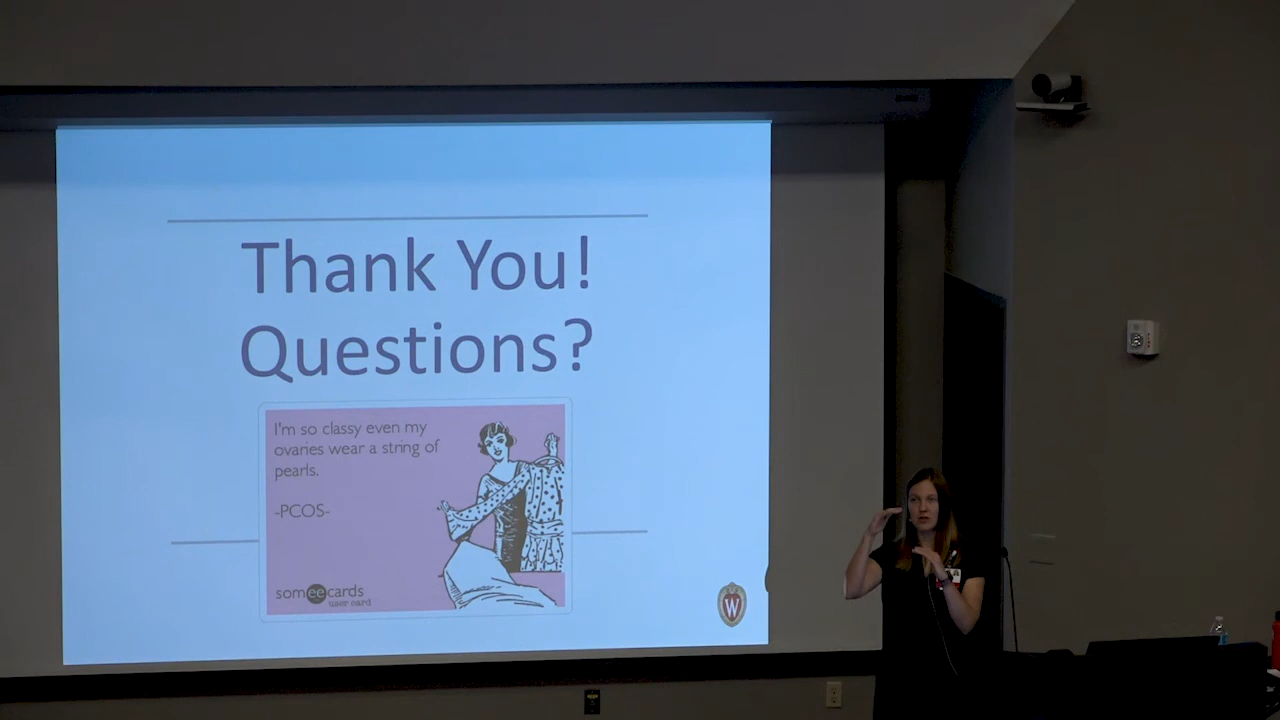 Thank You!
Questions?
I'm so classy even my
ovaries wear a string of
pearls.
-PCOS-
someecards
user card
W